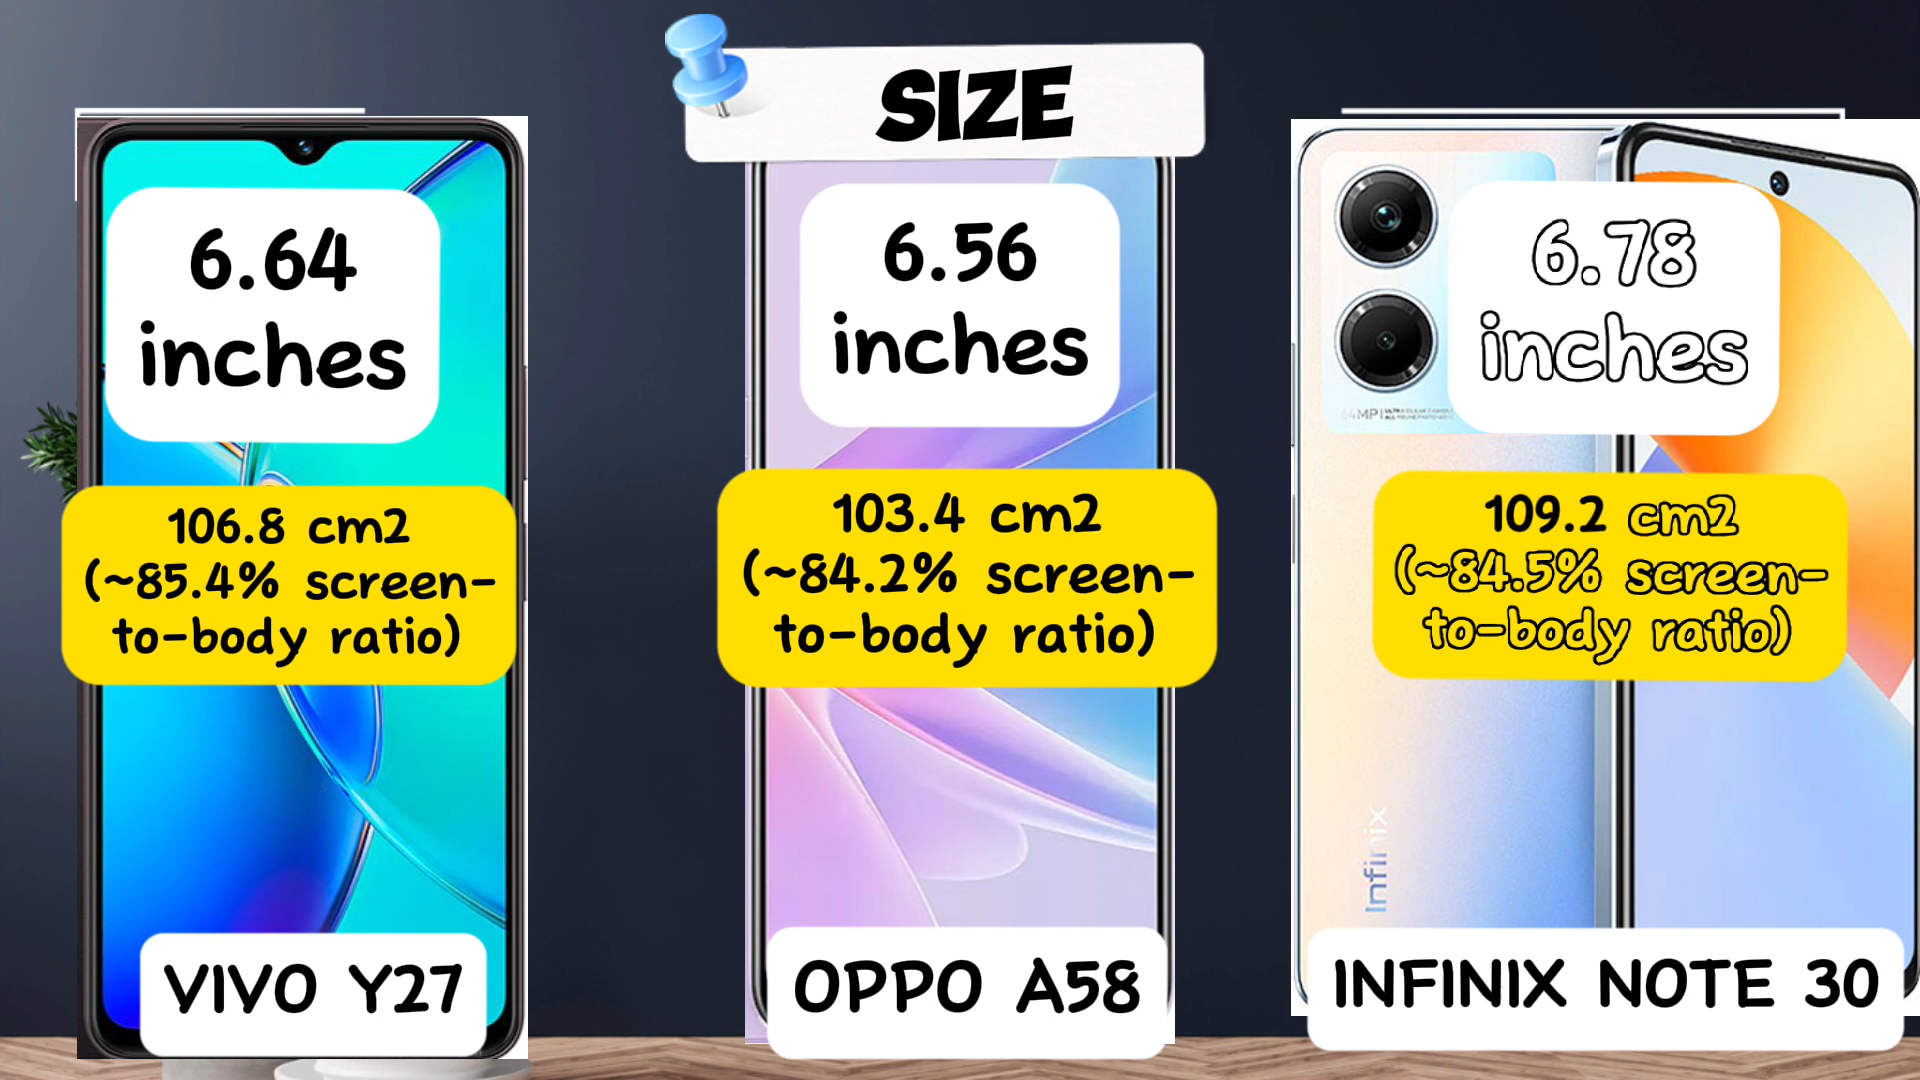 SIZE
6.64
inches
106.8 cm2
(~85.4% screen-
to-body ratio)
VIVO Y27
6.56
inches
103.4 cm2
(~84.2% screen-
to-body ratio)
OPPO A58
6.78
inches
64MP
109.2 cm2
(~84.5% screen-
to-body ratio)
Infinix
INFINIX NOTE 30